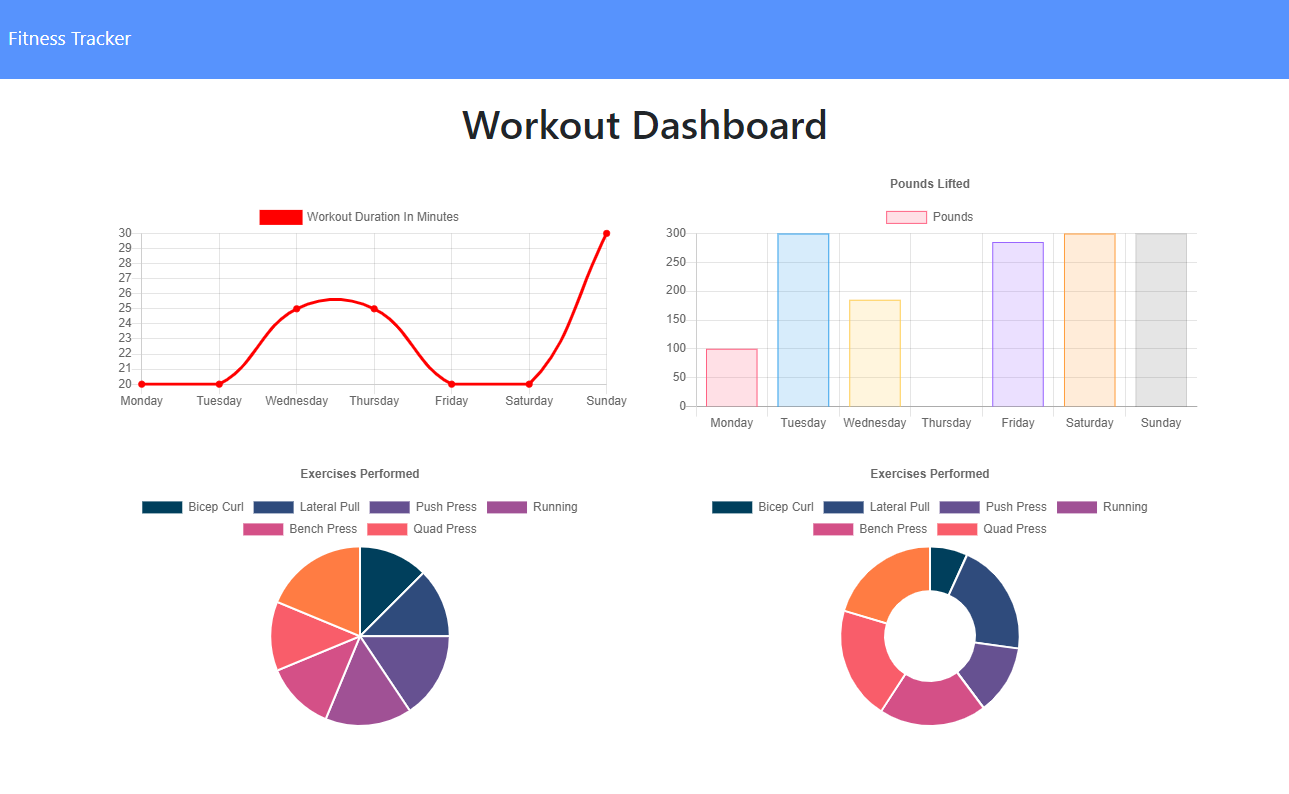 Fitness Tracker
Workout Dashboard
Workout Duration In Minutes
30
29
28
27
26
25
24
23
22
21
20
Monday Tuesday Wednesday Thursday Friday Saturday Sunday
Pounds Lifted
Pounds
300
250
200
150
100
50
0
Monday Tuesday Wednesday Thursday Friday Saturday Sunday
Exercises Performed
Bicep Curl Lateral Pull Push Press Running
Bench Press Quad Press
Exercises Performed
Bicep Curl Lateral Pull Push Press Running
Bench Press Quad Press